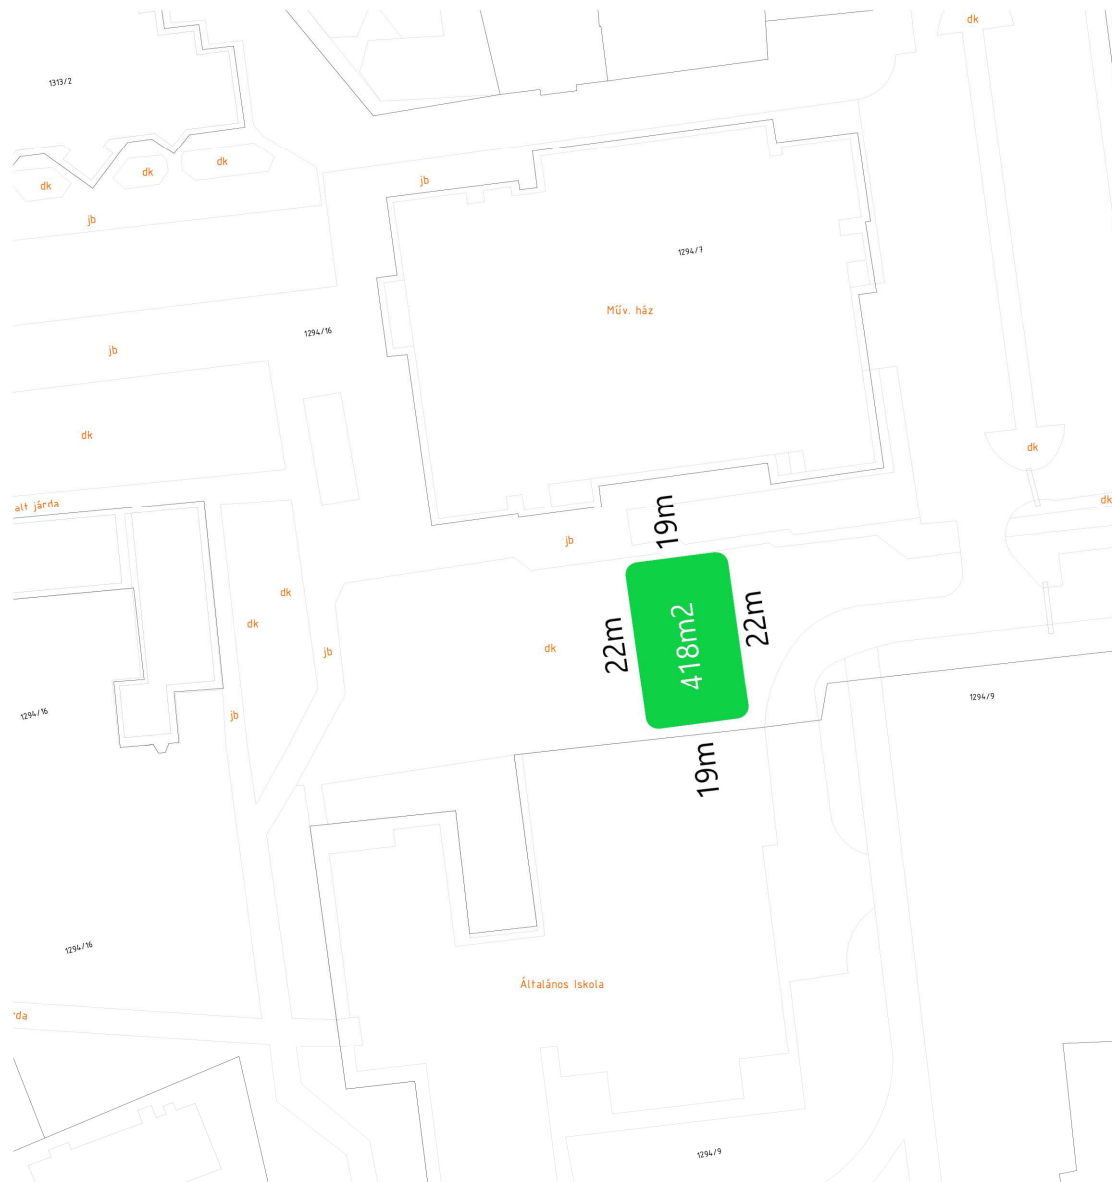 dk
1313/2
dk
dk
dk
jb
jb
1294/7
Műv. ház
1294/16
jb
dk
dk
alt járda
19m
dk
jb
dk
dk
22m
418m2
22m
dk
jb
1294/9
1294/16
jb
19m
1294/16
Általános Iskola
rda
1294/9